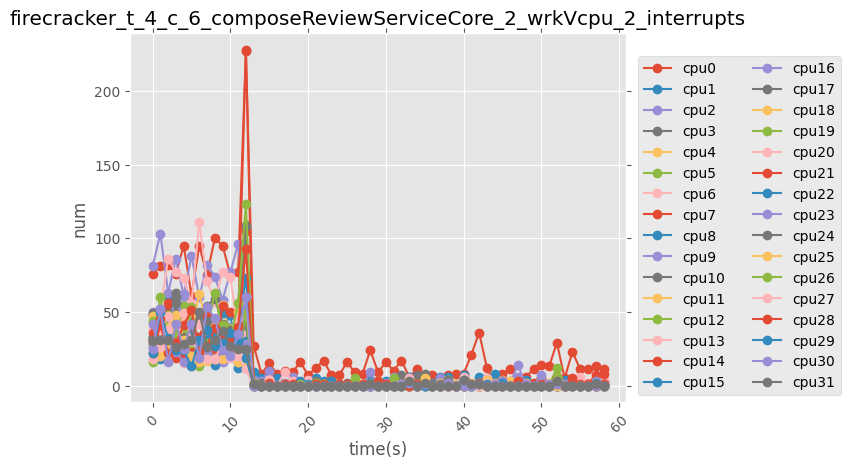 firecracker_t_4_c_6_composeReviewServiceCore_2_wrkVcpu_2_interrupts
num
200
150
100
50
0
0
10
20
30
40
50
60
time(s)
cpu0
cpu1
cpu2
cpu3
cpu4
cpu5
cpu6
cpu7
cpu8
cpu9
cpu10
cpu11
cpu12
cpu13
cpu14
cpu15
cpu16
cpu17
cpu18
cpu19
cpu20
cpu21
cpu22
cpu23
cpu24
cpu25
cpu26
cpu27
cpu28
cpu29
cpu30
cpu31